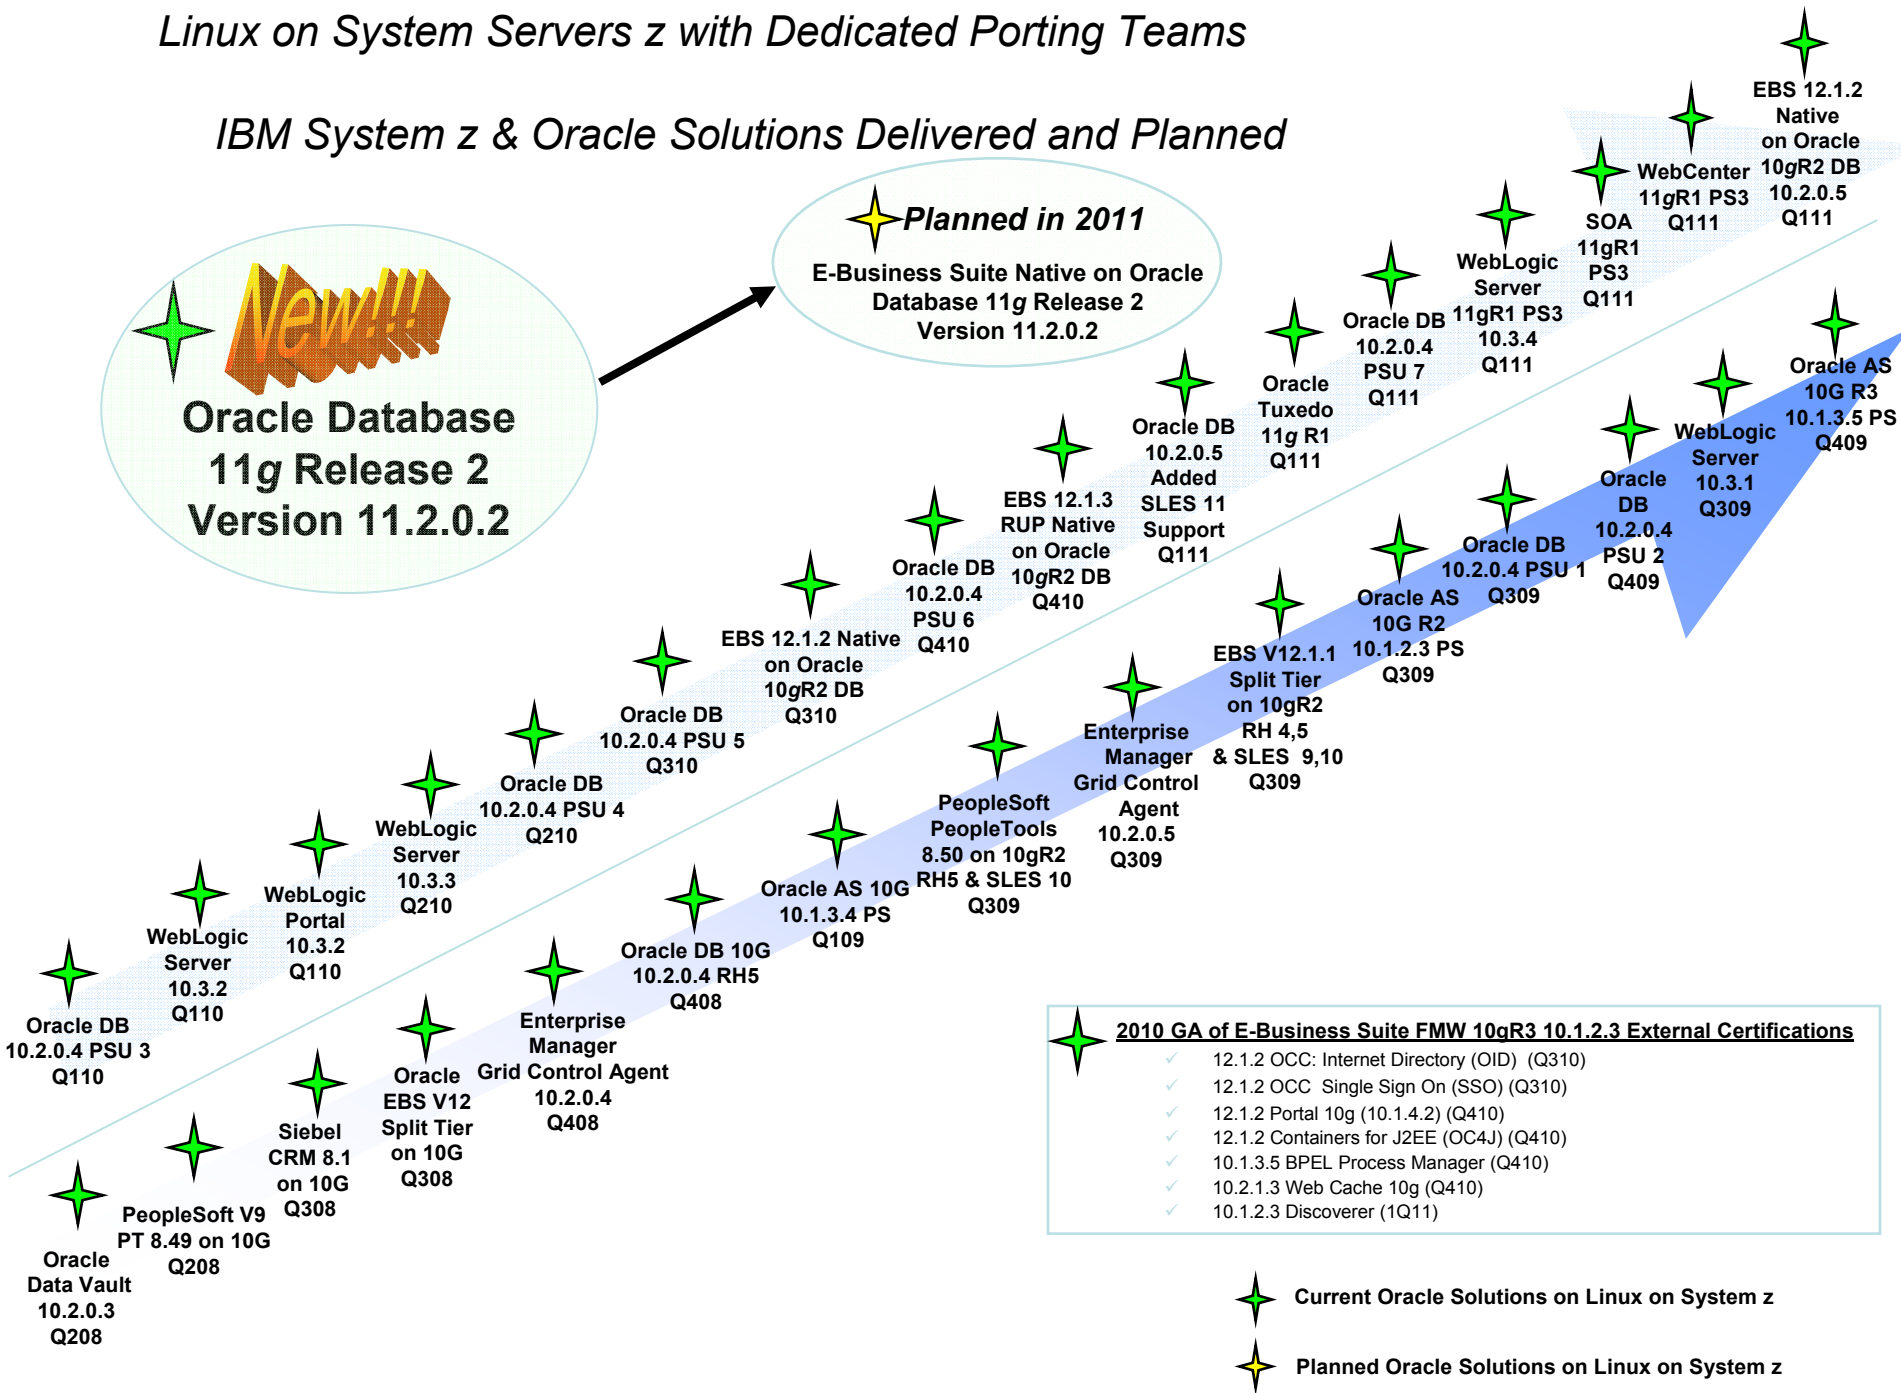 Linux on System Servers z with Dedicated Porting Teams
IBM System z & Oracle Solutions Delivered and Planned
New!!!
Oracle Database
11g Release 2
Version 11.2.0.2
Planned in 2011
E-Business Suite Native on Oracle
Database 11g Release 2
Version 11.2.0.2
Oracle DB
10.2.0.4 PSU 3
Q110
WebLogic
Server
10.3.2
Q110
WebLogic
Portal
10.3.2
Q110
WebLogic
Server
10.3.3
Q210
Oracle DB
10.2.0.4 PSU 4
Q210
Oracle DB
10.2.0.4 PSU 5
Q310
EBS 12.1.2 Native
on Oracle
10gR2 DB
Q310
Oracle DB
10.2.0.4
PSU 6
Q410
EBS 12.1.3
RUP Native
on Oracle
10gR2 DB
Q410
Oracle DB
10.2.0.5
Added
SLES 11
Support
Q111
Oracle
Tuxedo
11g R1
Q111
Oracle DB
10.2.0.4
PSU 7
Q111
WebLogic
Server
11gR1 PS3
10.3.4
Q111
SOA
11gR1
PS3
Q111
WebCenter
11gR1 PS3
Q111
EBS 12.1.2
Native
on Oracle
10gR2 DB
10.2.0.5
Q111
Oracle
Data Vault
10.2.0.3
Q208
PeopleSoft V9
PT 8.49 on 10G
Q208
Siebel
CRM 8.1
on 10G
Q308
Oracle
EBS V12
Split Tier
on 10G
Q308
Enterprise
Manager
Grid Control Agent
10.2.0.4
Q408
Oracle DB 10G
10.2.0.4 RH5
Q408
Oracle AS 10G
10.1.3.4 PS
Q109
PeopleSoft
PeopleTools
8.50 on 10gR2
RH5 & SLES 10
Q309
Enterprise
Manager
Grid Control
Agent
10.2.0.5
Q309
EBS V12.1.1
Split Tier
on 10gR2
RH 4,5
& SLES 9,10
Q309
Oracle AS
10G R2
10.1.2.3 PS
Q309
Oracle DB
10.2.0.4 PSU 1
Q309
Oracle
DB
10.2.0.4
PSU 2
Q409
WebLogic
Server
10.3.1
Q309
Oracle AS
10G R3
10.1.3.5 PS
Q409
2010 GA of E-Business Suite FMW 10gR3 10.1.2.3 External Certifications
✓ 12.1.2 OCC: Internet Directory (OID) (Q310)
✓ 12.1.2 OCC Single Sign On (SSO) (Q310)
✓ 12.1.2 Portal 10g (10.1.4.2) (Q410)
✓ 12.1.2 Containers for J2EE (OC4J) (Q410)
✓ 10.1.3.5 BPEL Process Manager (Q410)
✓ 10.2.1.3 Web Cache 10g (Q410)
✓ 10.1.2.3 Discoverer (1Q11)
Current Oracle Solutions on Linux on System z
Planned Oracle Solutions on Linux on System z